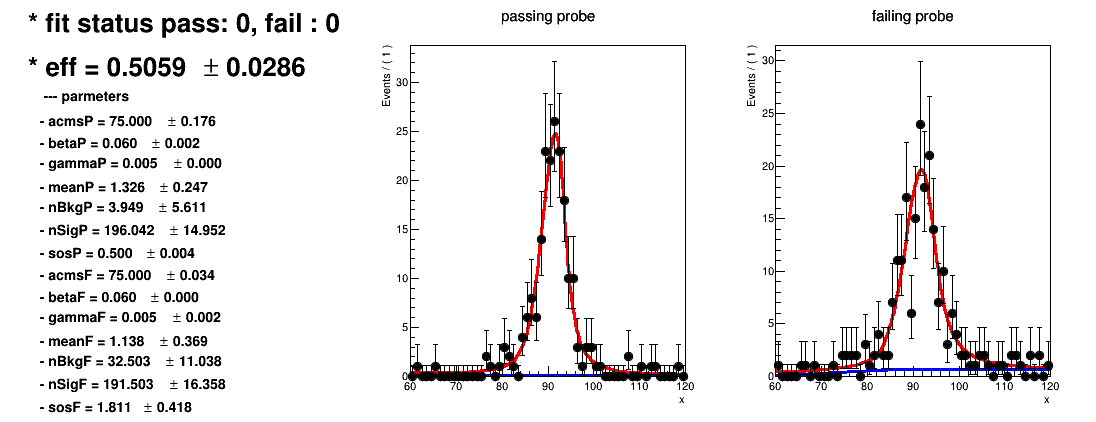 * fit status pass: 0, fail : 0
* eff = 0.5059 ± 0.0286
--- parmeters
- acmsP = 75.000 ± 0.176
- betaP = 0.060 ± 0.002
- gammaP = 0.005 ± 0.000
- meanP = 1.326 ± 0.247
- nBkgP = 3.949 ± 5.611
- nSigP = 196.042 ± 14.952
- sosP = 0.500 ± 0.004
- acmsF = 75.000 ± 0.034
- betaF = 0.060 ± 0.000
- gammaF = 0.005 ± 0.002
- meanF = 1.138 ± 0.369
- nBkgF = 32.503 ± 11.038
- nSigF = 191.503 ± 16.358
- sosF = 1.811 ± 0.418
passing probe
Events / ( 1 )
30
25
20
15
10
5
0
60 70 80 90 100 110 120
x
failing probe
Events / ( 1 )
30
25
20
15
10
5
0
60 70 80 90 100 110 120
x